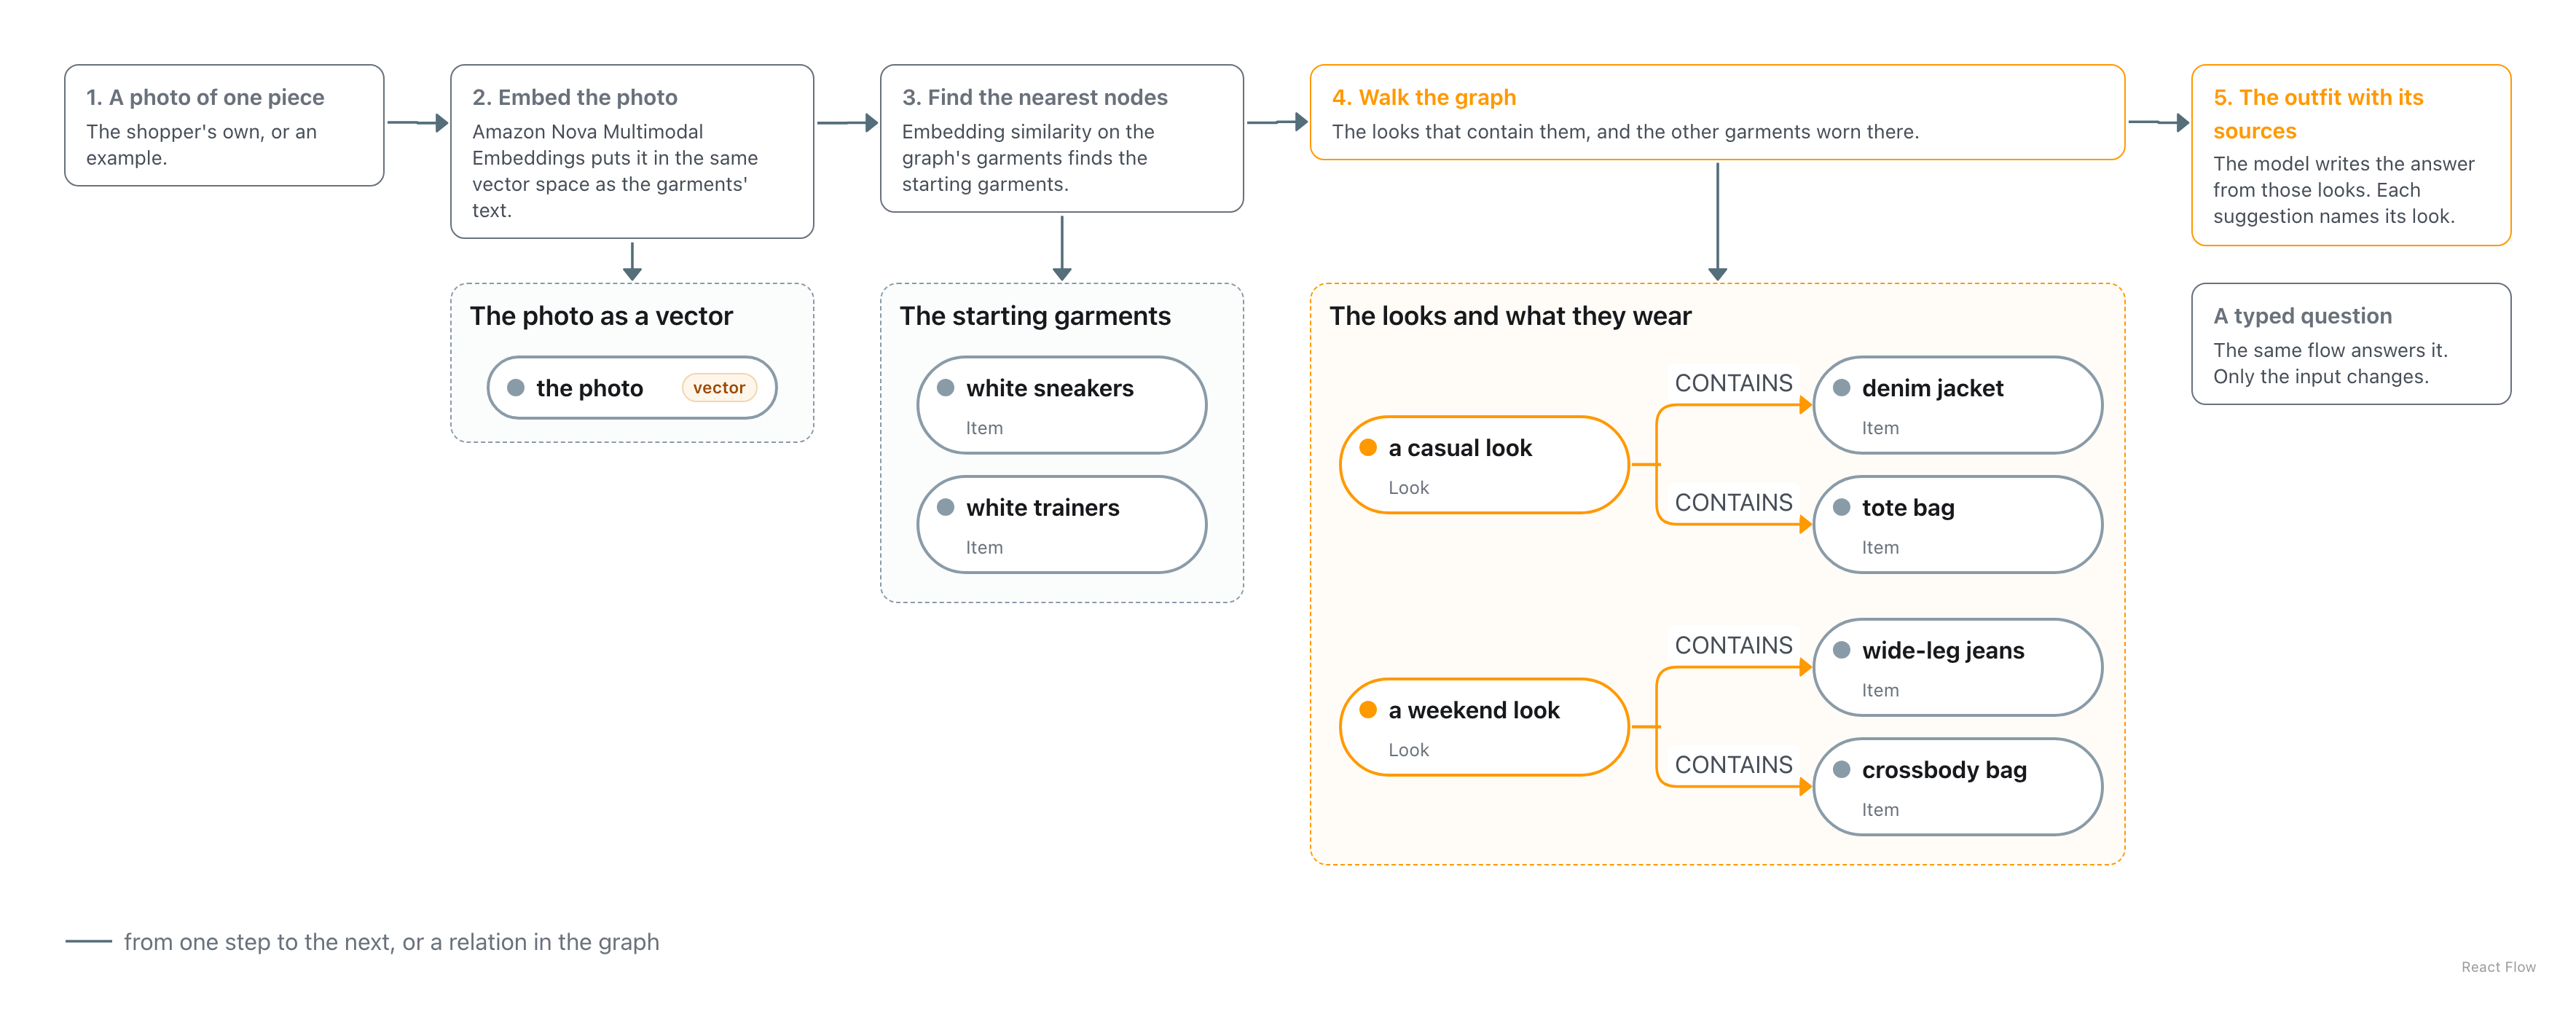 1. A photo of one piece
The shopper's own, or an
example.
2. Embed the photo
Amazon Nova Multimodal
Embeddings puts it in the same
vector space as the garments'
text.
3. Find the nearest nodes
Embedding similarity on the
graph's garments finds the
starting garments.
4. Walk the graph
The looks that contain them, and the other garments worn there.
5. The outfit with its
sources
The model writes the answer
from those looks. Each
suggestion names its look.
The photo as a vector
the photo
vector
The starting garments
white sneakers
Item
white trainers
Item
The looks and what they wear
a casual look
Look
CONTAINS
denim jacket
Item
CONTAINS
tote bag
Item
a weekend look
Look
CONTAINS
wide-leg jeans
Item
CONTAINS
crossbody bag
Item
A typed question
The same flow answers it.
Only the input changes.
from one step to the next, or a relation in the graph
React Flow